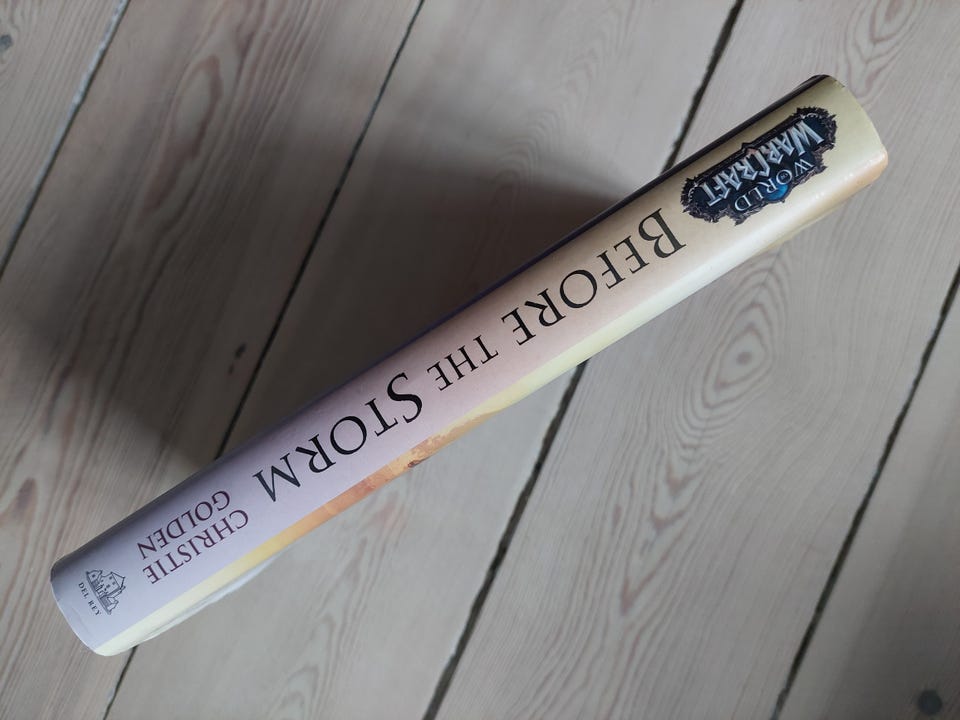 WORLD
WARCRAFT
BEFORE THE STORM
CHRISTIE
GOLDEN
DEL REY